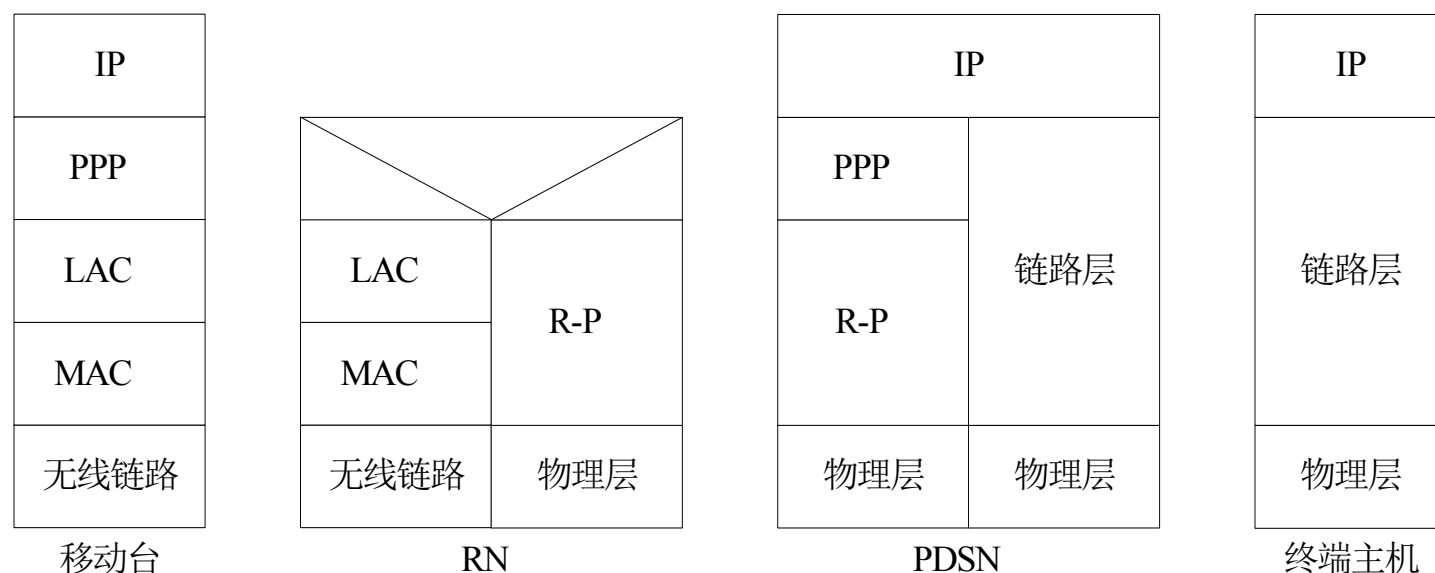 IP
PPP
LAC
MAC
无线链路
移动台
LAC
MAC
R-P
无线链路
物理层
RN
IP
PPP
R-P
链路层
物理层
物理层
PDSN
IP
链路层
物理层
终端主机